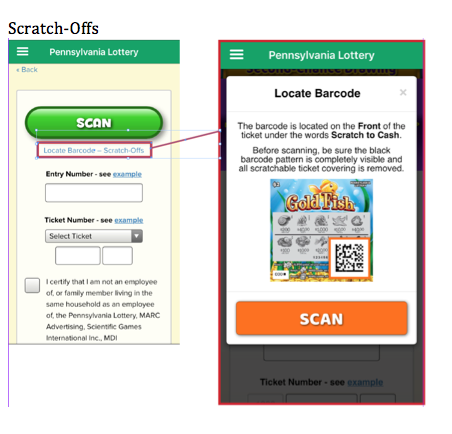 Scratch-Offs
Pennsylvania Lottery
< Back
SCAN
Locate Barcode – Scratch-Offs
Entry Number - see example
Ticket Number - see example
Select Ticket
I certify that I am not an employee
of, or family member living in the
same household as an employee
of, the Pennsylvania Lottery, MARC
Advertising, Scientific Games
International Inc., MDI
Pennsylvania Lottery
Second-Chance Drawing
Locate Barcode ×
The barcode is located on the Front of the
ticket under the words Scratch to Cash.
Before scanning, be sure the black
barcode pattern is completely visible and
all scratchable ticket covering is removed.
Gold Fish
SCAN
Ticket Number - see example